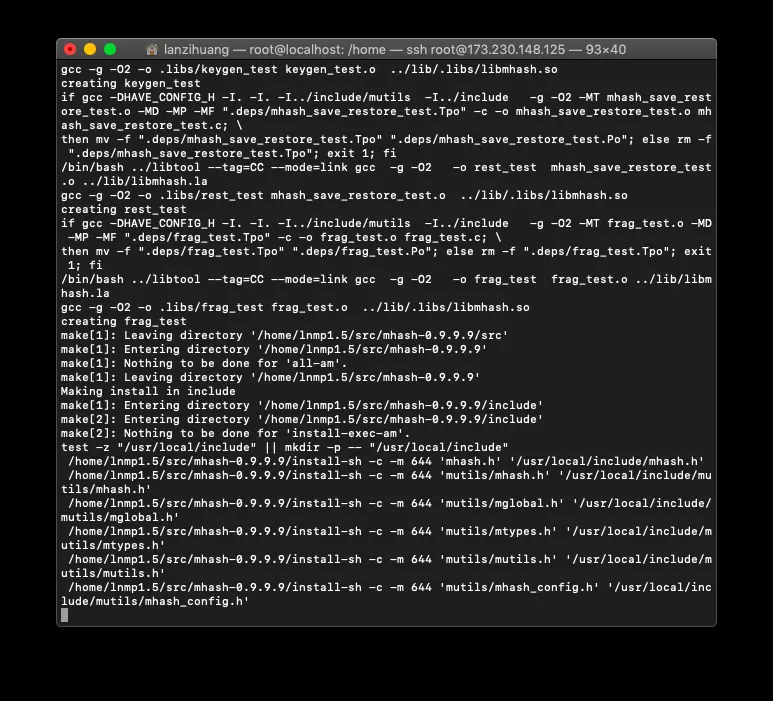 lanzihuang — root@localhost: /home — ssh root@173.230.148.125 — 93×40
gcc -g -O2 -o .libs/keygen_test keygen_test.o  ../lib/.libs/libmhash.so
creating keygen_test
if gcc -DHAVE_CONFIG_H -I. -I. -I../include/mutils  -I../include   -g -O2 -MT mhash_save_rest
ore_test.o -MD -MP -MF ".deps/mhash_save_restore_test.Tpo" -c -o mhash_save_restore_test.o mh
ash_save_restore_test.c; \
then mv -f ".deps/mhash_save_restore_test.Tpo" ".deps/mhash_save_restore_test.Po"; else rm -f
 ".deps/mhash_save_restore_test.Tpo"; exit 1; fi
/bin/bash ../libtool --tag=CC --mode=link gcc  -g -O2   -o rest_test  mhash_save_restore_test
.o ../lib/libmhash.la
gcc -g -O2 -o .libs/rest_test mhash_save_restore_test.o  ../lib/.libs/libmhash.so
creating rest_test
if gcc -DHAVE_CONFIG_H -I. -I. -I../include/mutils  -I../include   -g -O2 -MT frag_test.o -MD
 -MP -MF ".deps/frag_test.Tpo" -c -o frag_test.o frag_test.c; \
then mv -f ".deps/frag_test.Tpo" ".deps/frag_test.Po"; else rm -f ".deps/frag_test.Tpo"; exit
 1; fi
/bin/bash ../libtool --tag=CC --mode=link gcc  -g -O2   -o frag_test  frag_test.o ../lib/libm
hash.la
gcc -g -O2 -o .libs/frag_test frag_test.o  ../lib/.libs/libmhash.so
creating frag_test
make[1]: Leaving directory '/home/lnmp1.5/src/mhash-0.9.9.9/src'
make[1]: Entering directory '/home/lnmp1.5/src/mhash-0.9.9.9'
make[1]: Nothing to be done for 'all-am'.
make[1]: Leaving directory '/home/lnmp1.5/src/mhash-0.9.9.9'
Making install in include
make[1]: Entering directory '/home/lnmp1.5/src/mhash-0.9.9.9/include'
make[2]: Entering directory '/home/lnmp1.5/src/mhash-0.9.9.9/include'
make[2]: Nothing to be done for 'install-exec-am'.
test -z "/usr/local/include" || mkdir -p -- "/usr/local/include"
 /home/lnmp1.5/src/mhash-0.9.9.9/install-sh -c -m 644 'mhash.h' '/usr/local/include/mhash.h'
 /home/lnmp1.5/src/mhash-0.9.9.9/install-sh -c -m 644 'mutils/mhash.h' '/usr/local/include/mu
tils/mhash.h'
 /home/lnmp1.5/src/mhash-0.9.9.9/install-sh -c -m 644 'mutils/mglobal.h' '/usr/local/include/
mutils/mglobal.h'
 /home/lnmp1.5/src/mhash-0.9.9.9/install-sh -c -m 644 'mutils/mtypes.h' '/usr/local/include/m
utils/mtypes.h'
 /home/lnmp1.5/src/mhash-0.9.9.9/install-sh -c -m 644 'mutils/mutils.h' '/usr/local/include/m
utils/mutils.h'
 /home/lnmp1.5/src/mhash-0.9.9.9/install-sh -c -m 644 'mutils/mhash_config.h' '/usr/local/inc
lude/mutils/mhash_config.h'